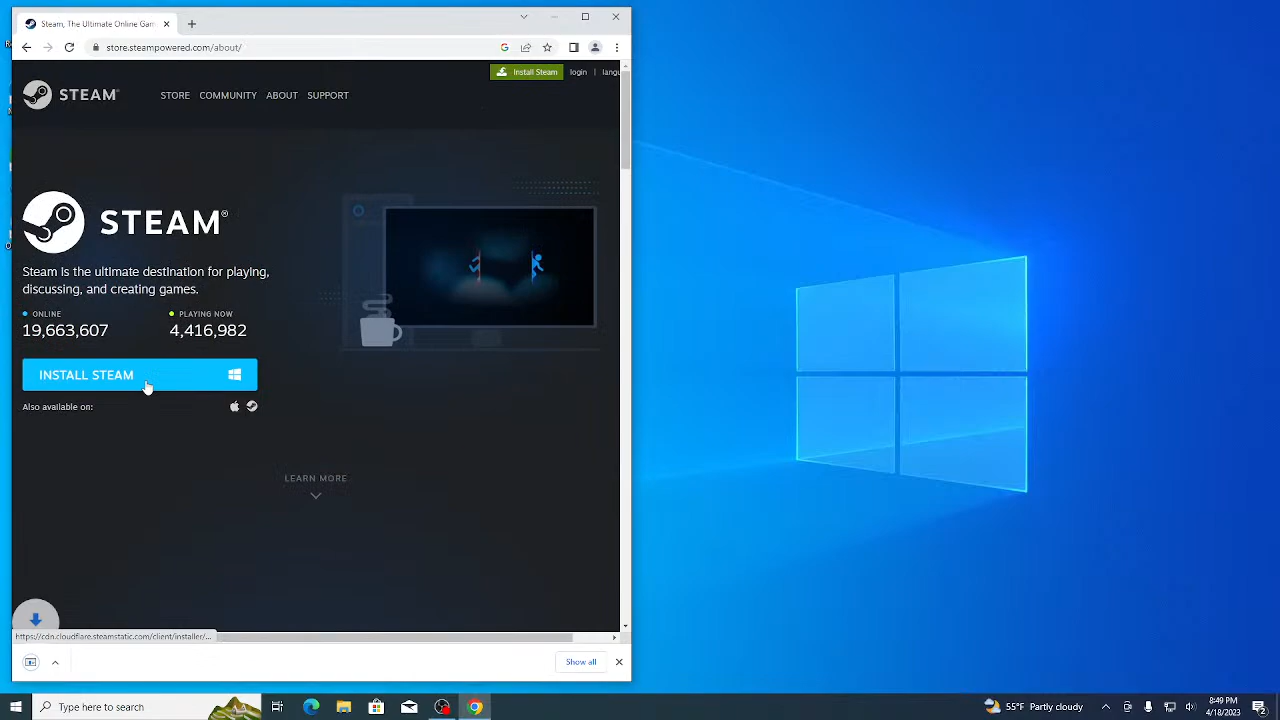 Steam, The Ultimate Online Gam
store.steampowered.com/about/
Install Steam login | langu
STEAM®
STORE COMMUNITY ABOUT SUPPORT
STEAM®
Steam is the ultimate destination for playing,
discussing, and creating games.
ONLINE PLAYING NOW
19,663,607 4,416,982
INSTALL STEAM
Also available on:
LEARN MORE
https://cdn.cloudflare.steamstatic.com/client/installer/...
Show all
Type here to search
55°F Partly cloudy
8:49 PM
4/18/2023
2